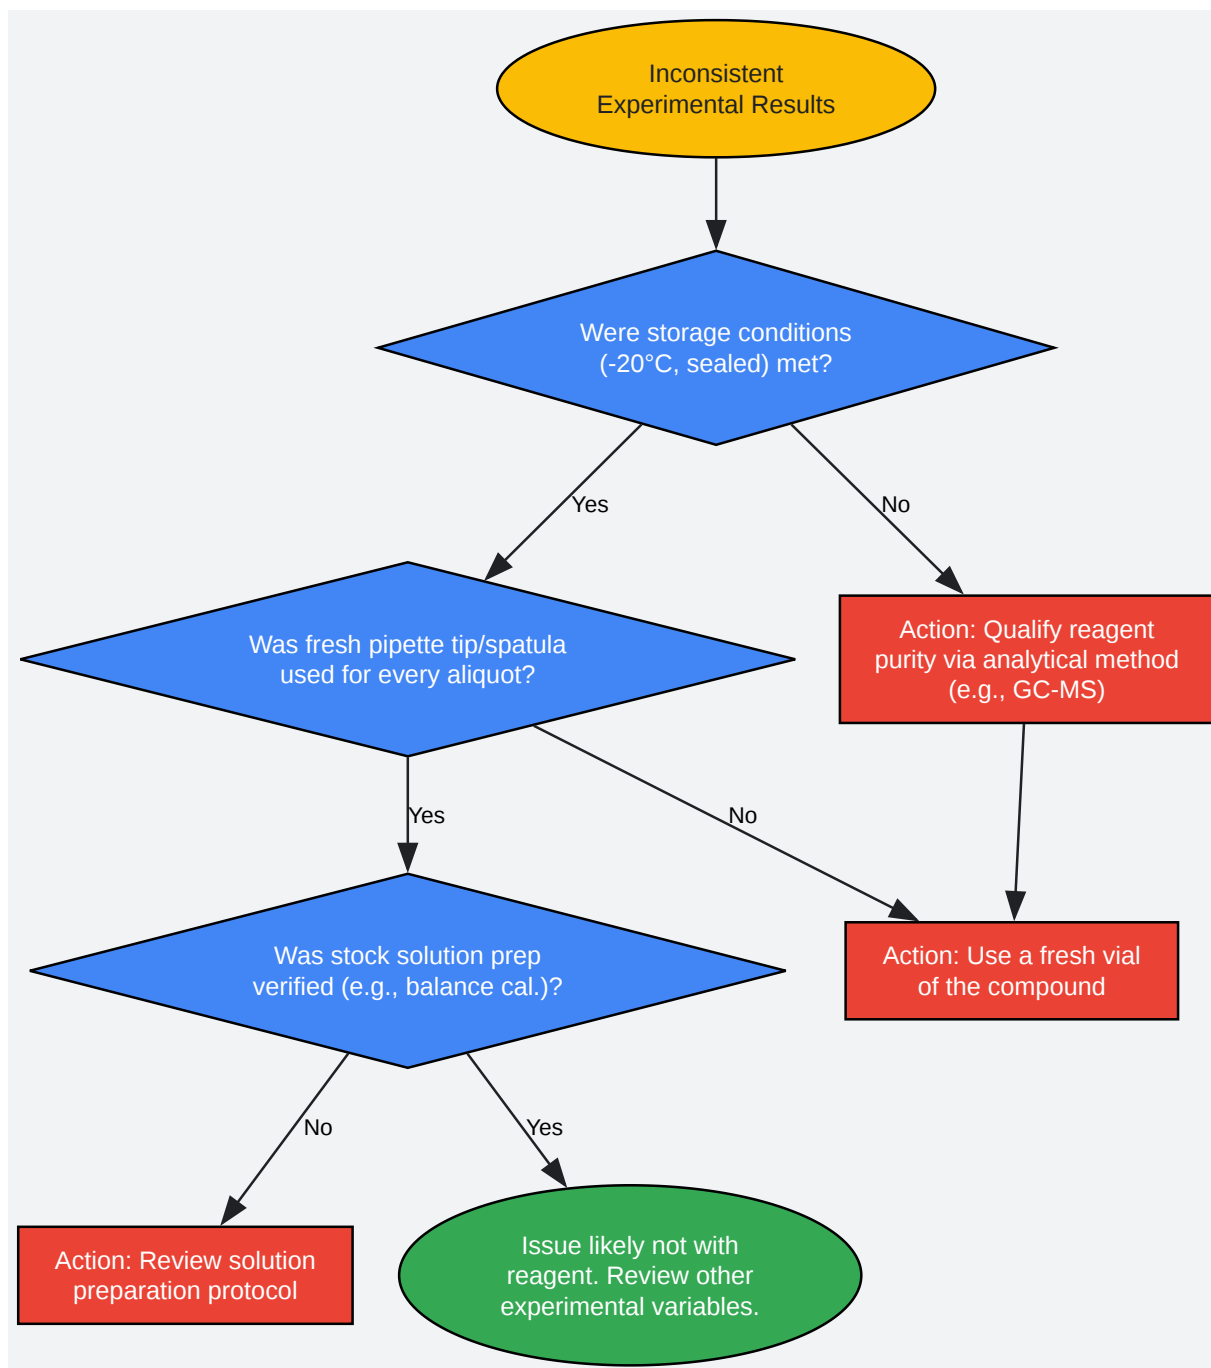 Inconsistent
Experimental Results
Were storage conditions
(-20°C, sealed) met?
Yes
No
Was fresh pipette tip/spatula
used for every aliquot?
Action: Qualify reagent
purity via analytical method
(e.g., GC-MS)
Yes
No
Was stock solution prep
verified (e.g., balance cal.)?
Action: Use a fresh vial
of the compound
No
Yes
Action: Review solution
preparation protocol
Issue likely not with
reagent. Review other
experimental variables.